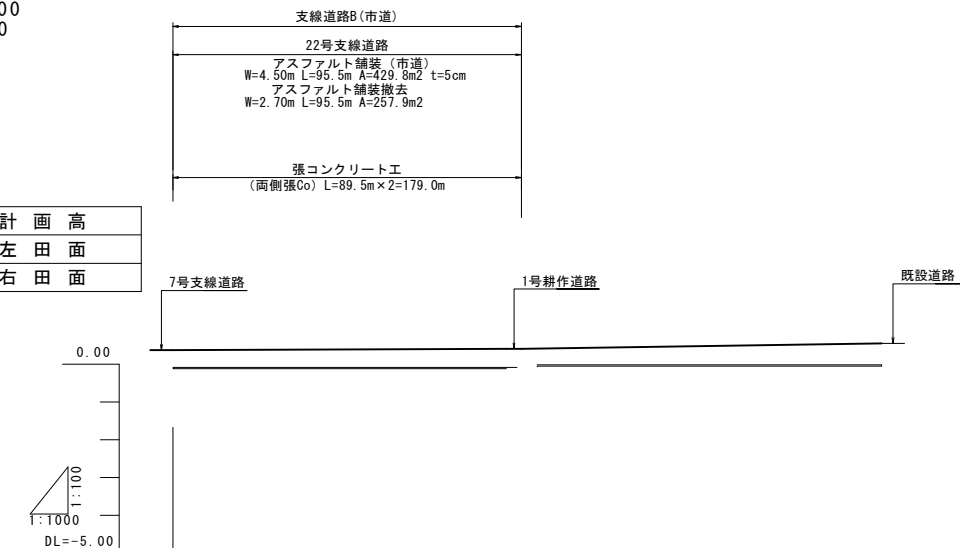 00
0
支線道路B(市道)
22号支線道路
アスファルト舗装(市道)
W=4.50m L=95.5m A=429.8m2 t=5cm
アスファルト舗装撤去
W=2.70m L=95.5m A=257.9m2
張コンクリート工
(両側張Co) L=89.5m×2=179.0m
計画高
左田面
右田面
7号支線道路
1号耕作道路
既設道路
0.00
1:100
1:1000
DL=-5.00